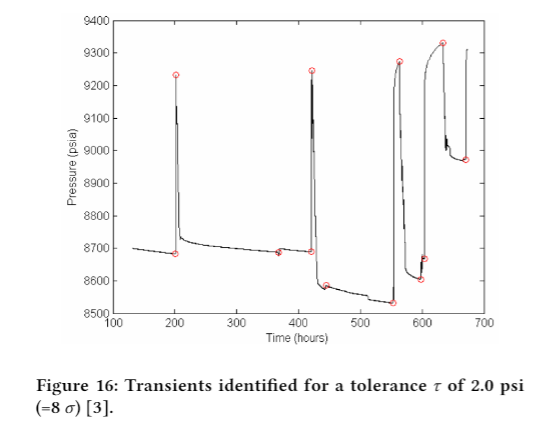 9400
9300
9200
9100
9000
8900
8800
8700
8600
8500
Pressure (psia)
100 200 300 400 500 600 700
Time (hours)
Figure 16: Transients identified for a tolerance τ of 2.0 psi
(=8 σ) [3].